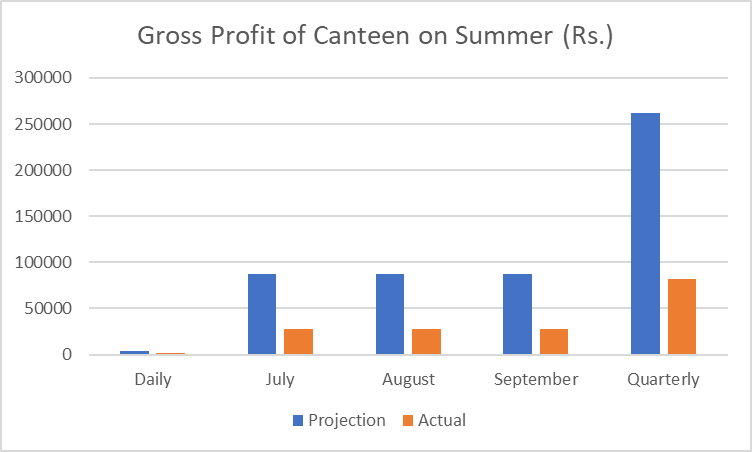 Gross Profit of Canteen on Summer (Rs.)
300000
250000
200000
150000
100000
50000
0
Daily July August September Quarterly
Projection Actual